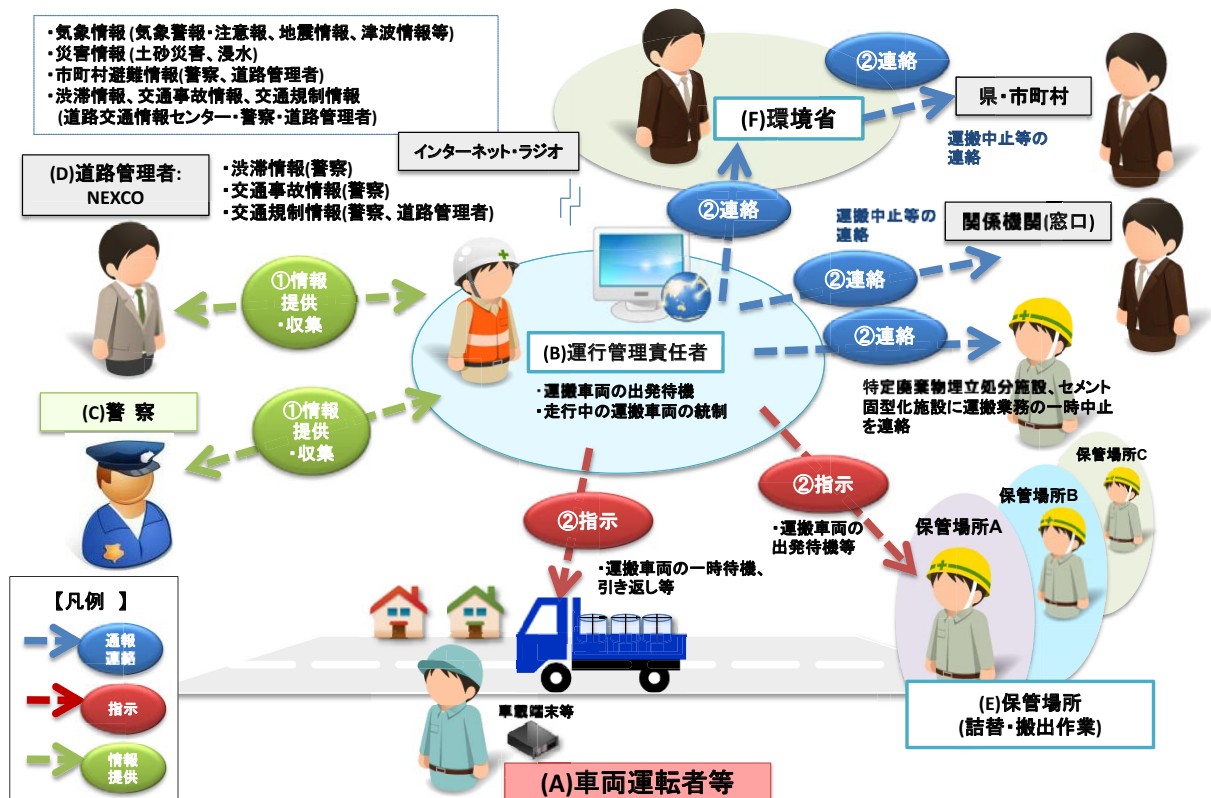 ・気象情報(気象警報・注意報、地震情報、津波情報等)
・災害情報(土砂災害、浸水)
・市町村避難情報(警察、道路管理者)
・渋滞情報、交通事故情報、交通規制情報
(道路交通情報センター・警察・道路管理者)
インターネット・ラジオ
(D)道路管理者:
NEXCO
・渋滞情報(警察)
・交通事故情報(警察)
・交通規制情報(警察、道路管理者)
(F)環境省
②連絡
県・市町村
運搬中止等の
連絡
②連絡
運搬中止等の
連絡
関係機関(窓口)
②連絡
①情報
提供
・収集
(B)運行管理責任者
・運搬車両の出発待機
・走行中の運搬車両の統制
②連絡
特定廃棄物埋立処分施設、セメント
固型化施設に運搬業務の一時中止
を連絡
(C)警 察
①情報
提供
・収集
②指示
・運搬車両の一時待機、
引き返し等
②指示
・運搬車両の
出発待機等
保管場所C
保管場所B
保管場所A
(E)保管場所
(詰替・搬出作業)
【凡例 】
通報
連絡
指示
情報
提供
車載端末等
(A)車両運転者等